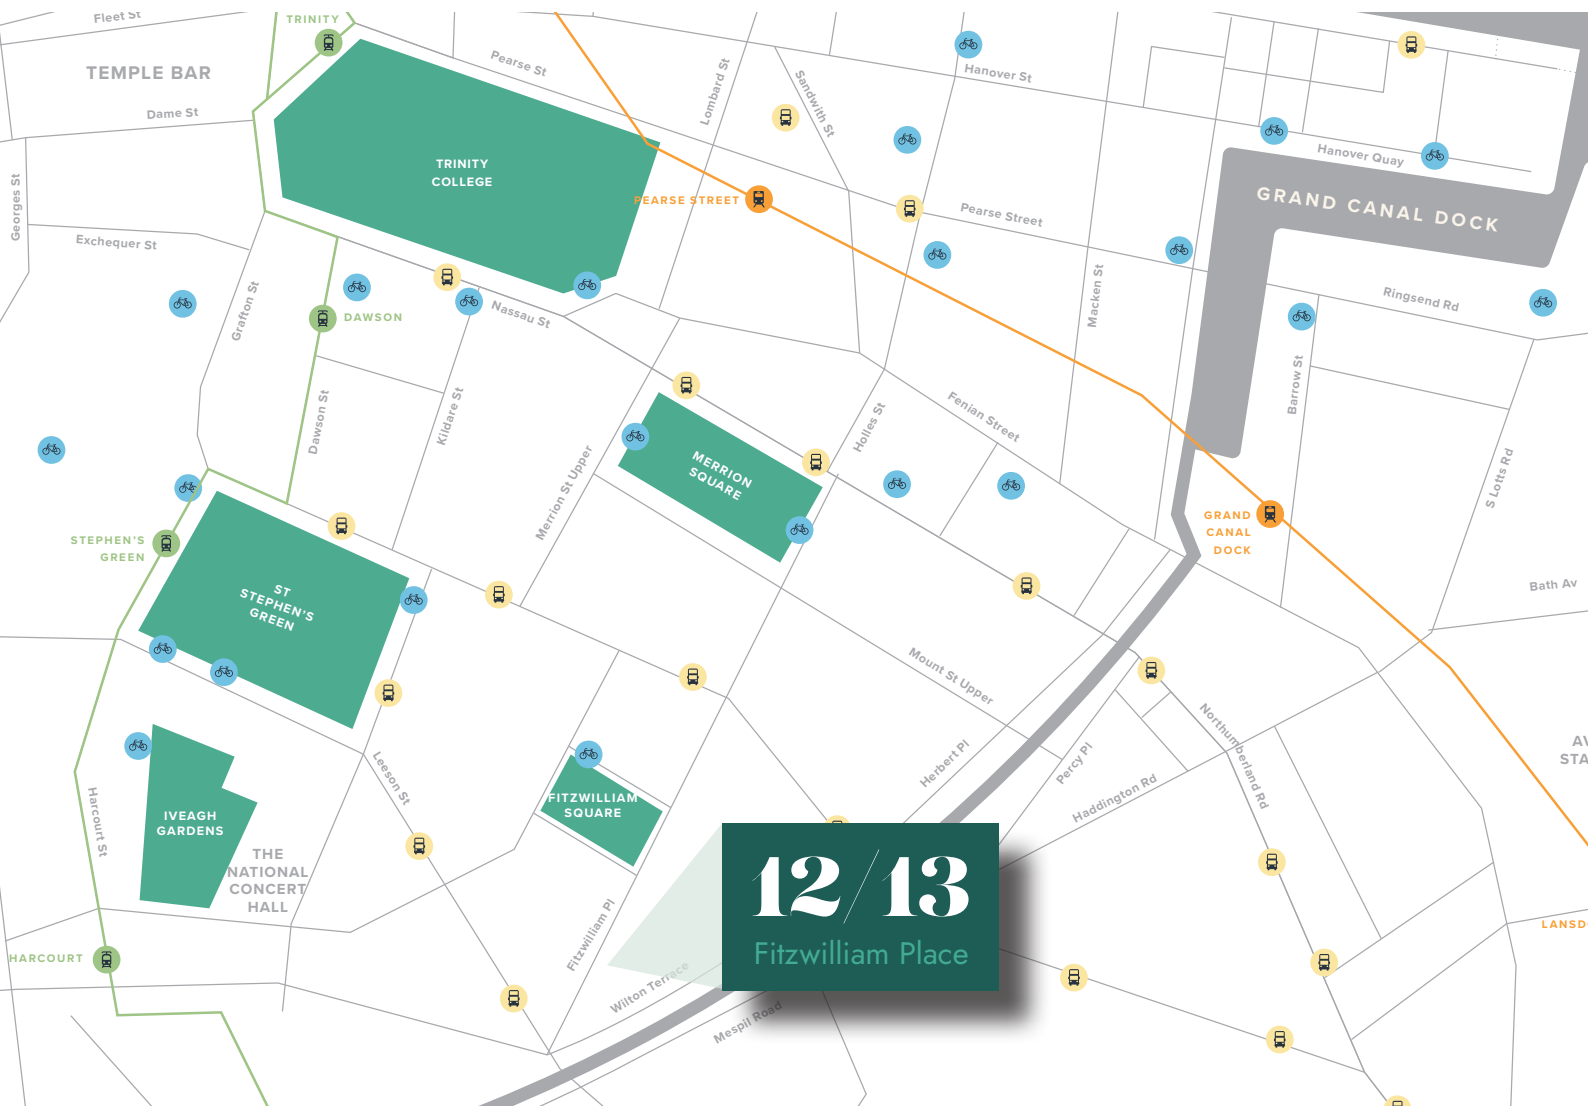 Fleet St
TRINITY
TEMPLE BAR
Dame St
Georges St
Exchequer St
Pearse St
Lombard St
Sandwith St
Hanover St
Hanover Quay
TRINITY
COLLEGE
PEARSE STREET
Pearse Street
GRAND CANAL DOCK
Macken St
Ringsend Rd
Grafton St
DAWSON
Nassau St
Dawson St
Kildare St
Merrion St Upper
MERRION
SQUARE
Holles St
Fenian Street
Barrow St
S Lotts Rd
STEPHEN'S
GREEN
GRAND
CANAL
DOCK
ST
STEPHEN'S
GREEN
Bath Av
Mount St Upper
Northumberland Rd
Herbert Pl
Percy Pl
Haddington Rd
AV
STA
Leeson St
Harcourt St
IVEAGH
GARDENS
FITZWILLIAM
SQUARE
THE
NATIONAL
CONCERT
HALL
12/13
Fitzwilliam Place
Fitzwilliam Pl
LANSD
HARCOURT
Wilton Terrace
Mespil Road